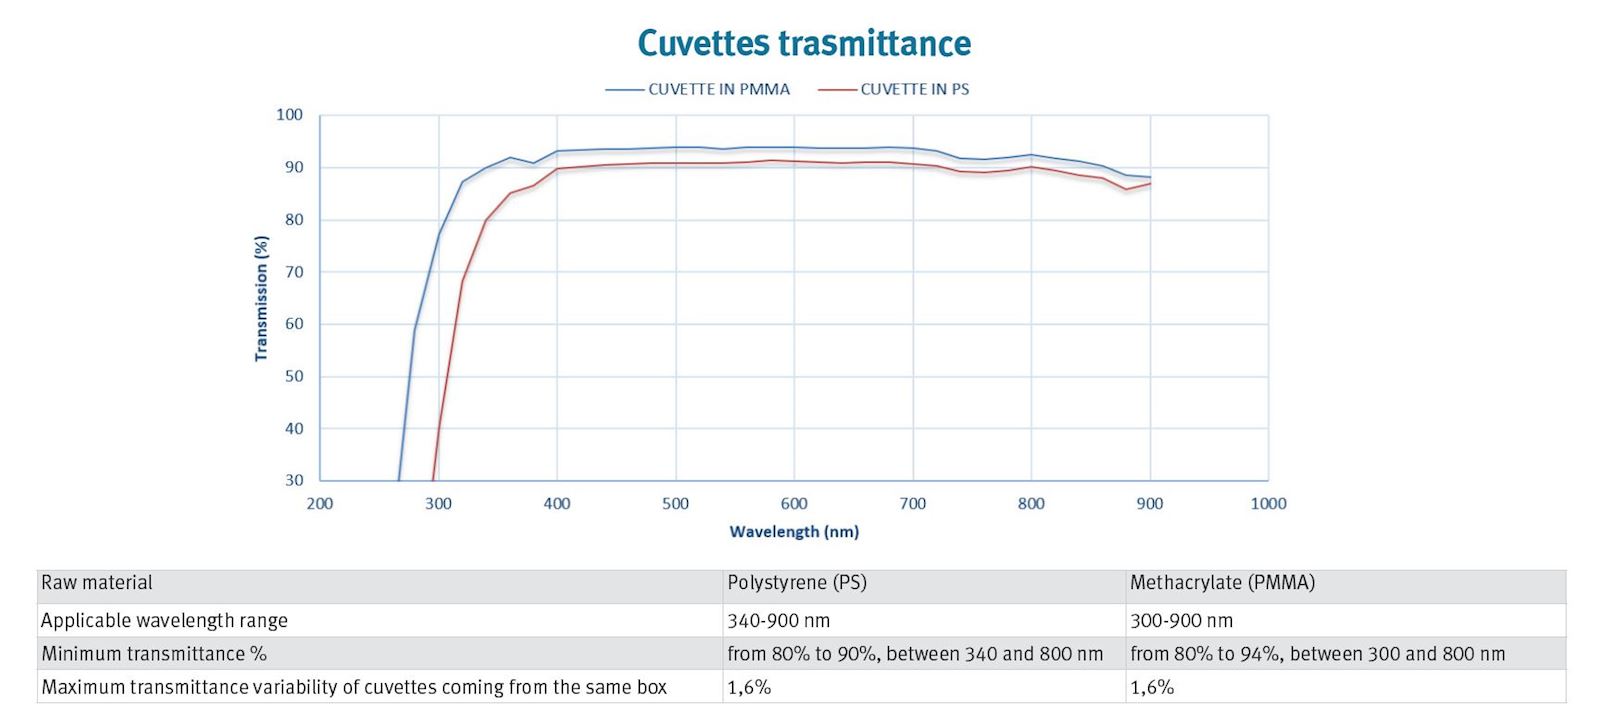 Cuvettes trasmittance
CUVETTE IN PMMA CUVETTE IN PS
100
90
80
70
60
50
40
30
Transmission (%)
200 300 400 500 600 700 800 900 1000
Wavelength (nm)
Raw material Polystyrene (PS) Methacrylate (PMMA)
Applicable wavelength range 340-900 nm 300-900 nm
Minimum transmittance % from 80% to 90%, between 340 and 800 nm from 80% to 94%, between 300 and 800 nm
Maximum transmittance variability of cuvettes coming from the same box 1,6% 1,6%